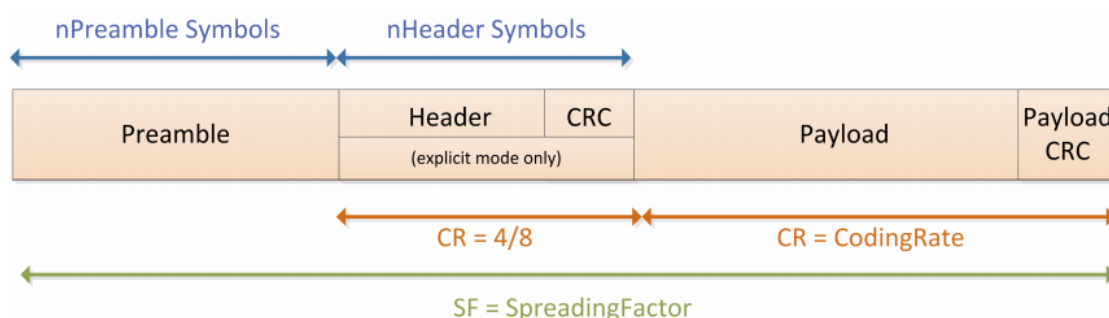 nPreamble Symbols
nHeader Symbols
Preamble
Header
CRC
(explicit mode only)
Payload
Payload
CRC
CR = 4/8
CR = CodingRate
SF = SpreadingFactor